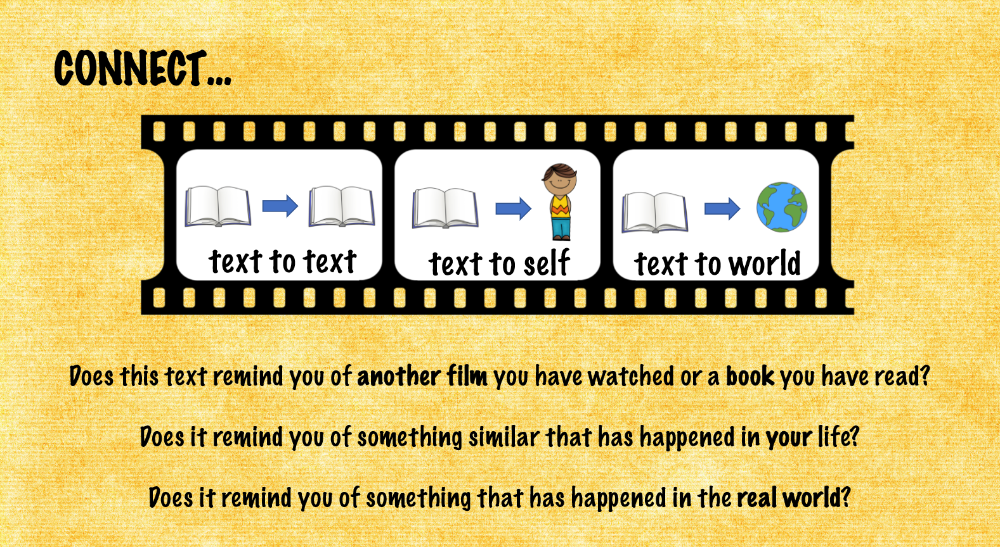 CONNECT...
text to text
text to self
text to world
Does this text remind you of another film you have watched or a book you have read?
Does it remind you of something similar that has happened in your life?
Does it remind you of something that has happened in the real world?